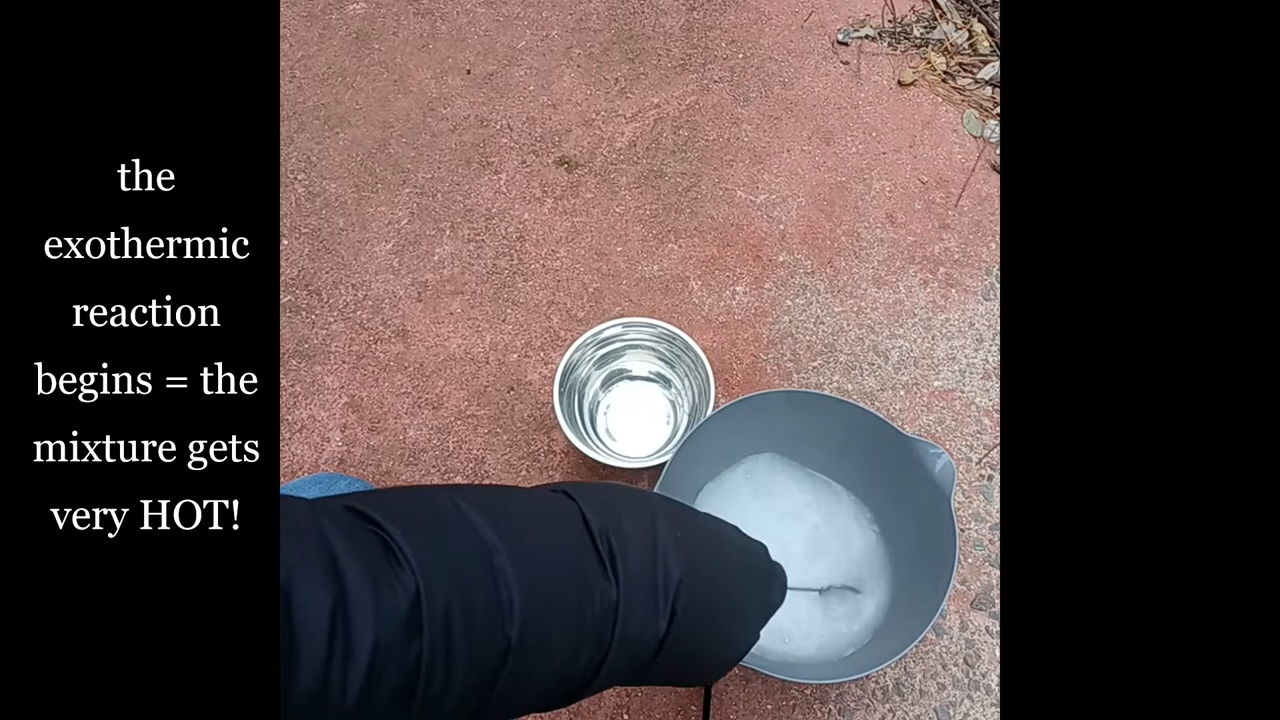 the
exothermic
reaction
begins = the
mixture gets
very HOT!